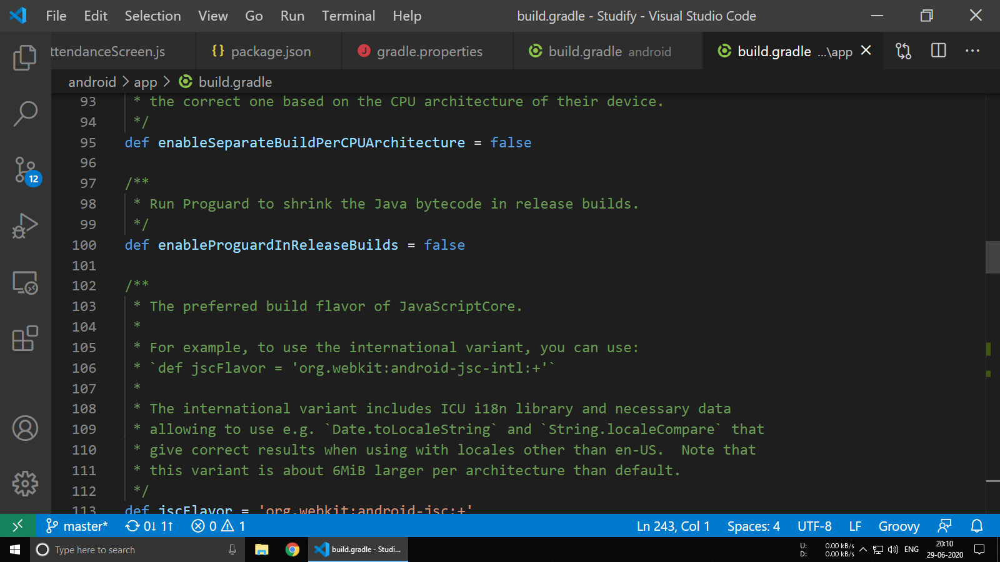 File Edit Selection View Go Run Terminal Help build.gradle - Studify - Visual Studio Code
ttendanceScreen.js {} package.json J gradle.properties build.gradle android build.gradle ...\app
android > app > build.gradle
93 * the correct one based on the CPU architecture of their device.
94 */
95 def enableSeparateBuildPerCPUArchitecture = false
96
97 /**
98 * Run Proguard to shrink the Java bytecode in release builds.
99 */
100 def enableProguardInReleaseBuilds = false
101
102 /**
103 * The preferred build flavor of JavaScriptCore.
104 *
105 * For example, to use the international variant, you can use:
106 * `def jscFlavor = 'org.webkit:android-jsc-intl:+'`
107 *
108 * The international variant includes ICU i18n library and necessary data
109 * allowing to use e.g. `Date.toLocaleString` and `String.localeCompare` that
110 * give correct results when using with locales other than en-US.  Note that
111 * this variant is about 6MiB larger per architecture than default.
112 */
113 def jscFlavor = 'org.webkit:android-jsc:+'
12
master* 0↓ 1↑ 0 1 Ln 243, Col 1 Spaces: 4 UTF-8 LF Groovy
Type here to search build.gradle - Studi... U: 0.00 kB/s D: 0.00 kB/s ENG 20:10 29-06-2020